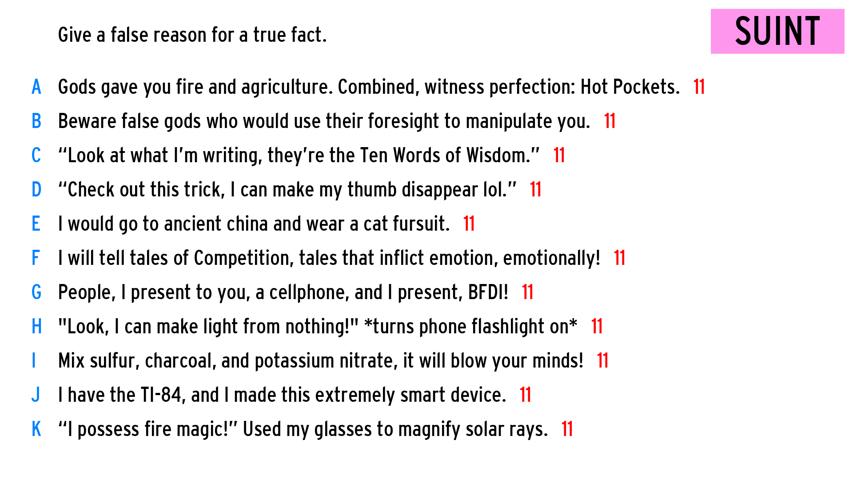 Give a false reason for a true fact.
SUINT
A Gods gave you fire and agriculture. Combined, witness perfection: Hot Pockets. 11
B Beware false gods who would use their foresight to manipulate you. 11
C “Look at what I’m writing, they’re the Ten Words of Wisdom.” 11
D “Check out this trick, I can make my thumb disappear lol.” 11
E I would go to ancient china and wear a cat fursuit. 11
F I will tell tales of Competition, tales that inflict emotion, emotionally! 11
G People, I present to you, a cellphone, and I present, BFDI! 11
H "Look, I can make light from nothing!" *turns phone flashlight on* 11
I Mix sulfur, charcoal, and potassium nitrate, it will blow your minds! 11
J I have the TI-84, and I made this extremely smart device. 11
K “I possess fire magic!” Used my glasses to magnify solar rays. 11